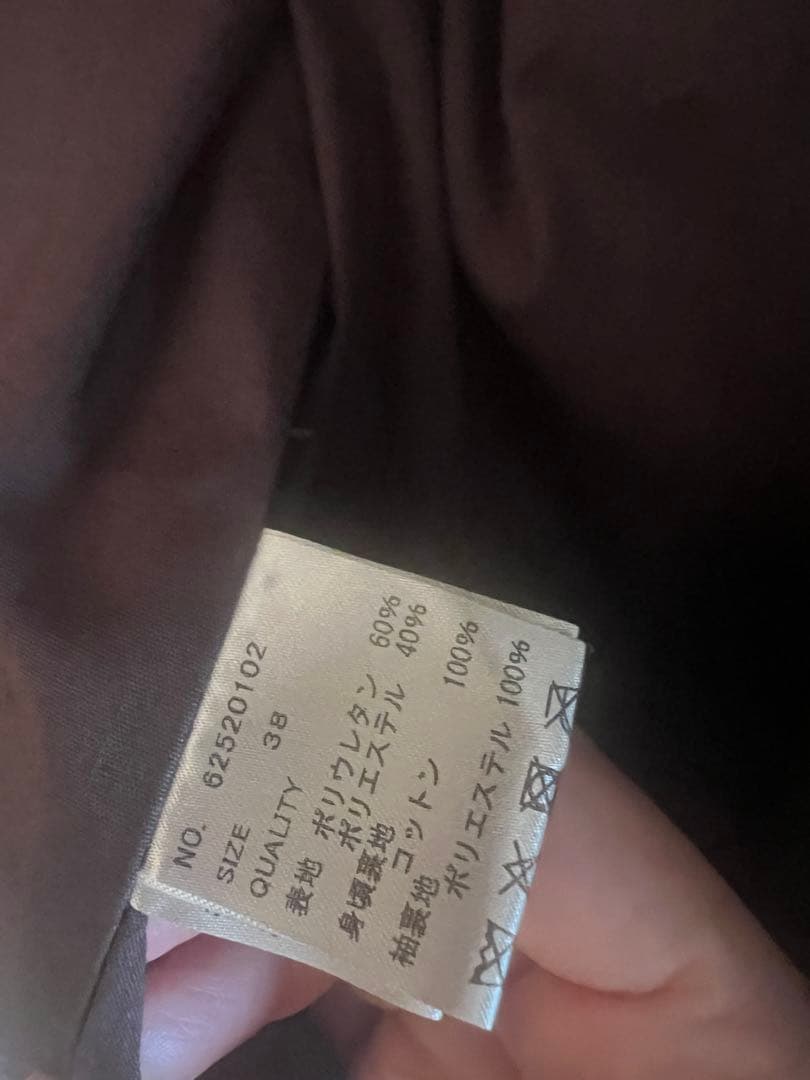 NO. 62520102
SIZE 38
QUALITY
表地 ポリウレタン 60%
ポリエステル 40%
身頃裏地
コットン 100%
袖裏地
ポリエステル 100%